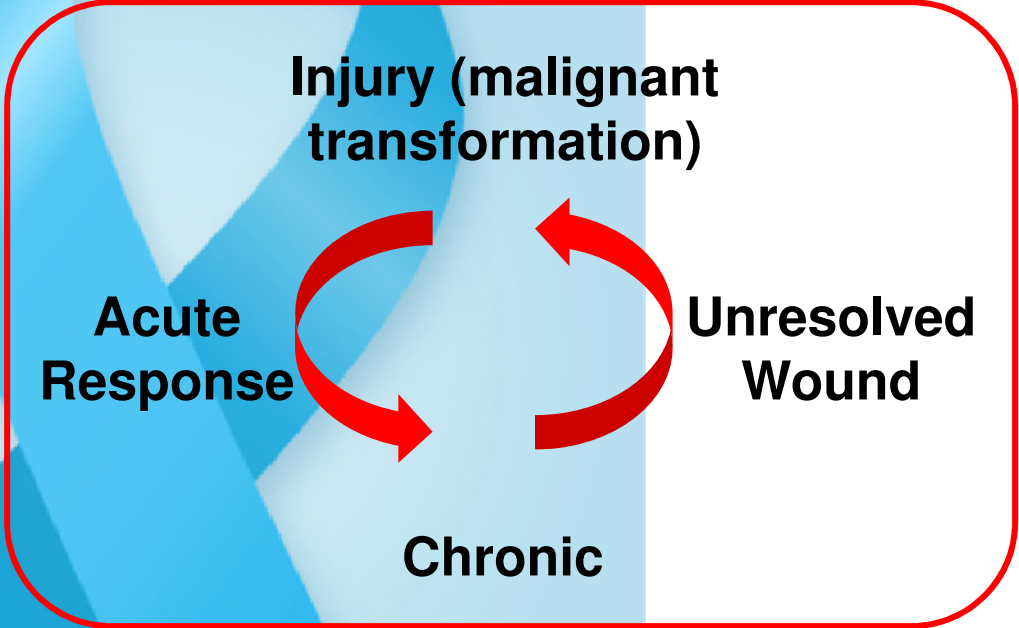 Injury (malignant
transformation)
Acute
Response
Unresolved
Wound
Chronic